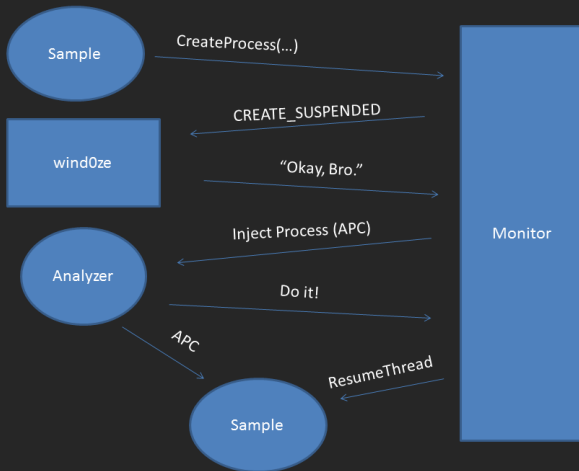 Sample
CreateProcess(…)
CREATE_SUSPENDED
wind0ze
“Okay, Bro.”
Inject Process (APC)
Monitor
Analyzer
Do it!
APC
ResumeThread
Sample